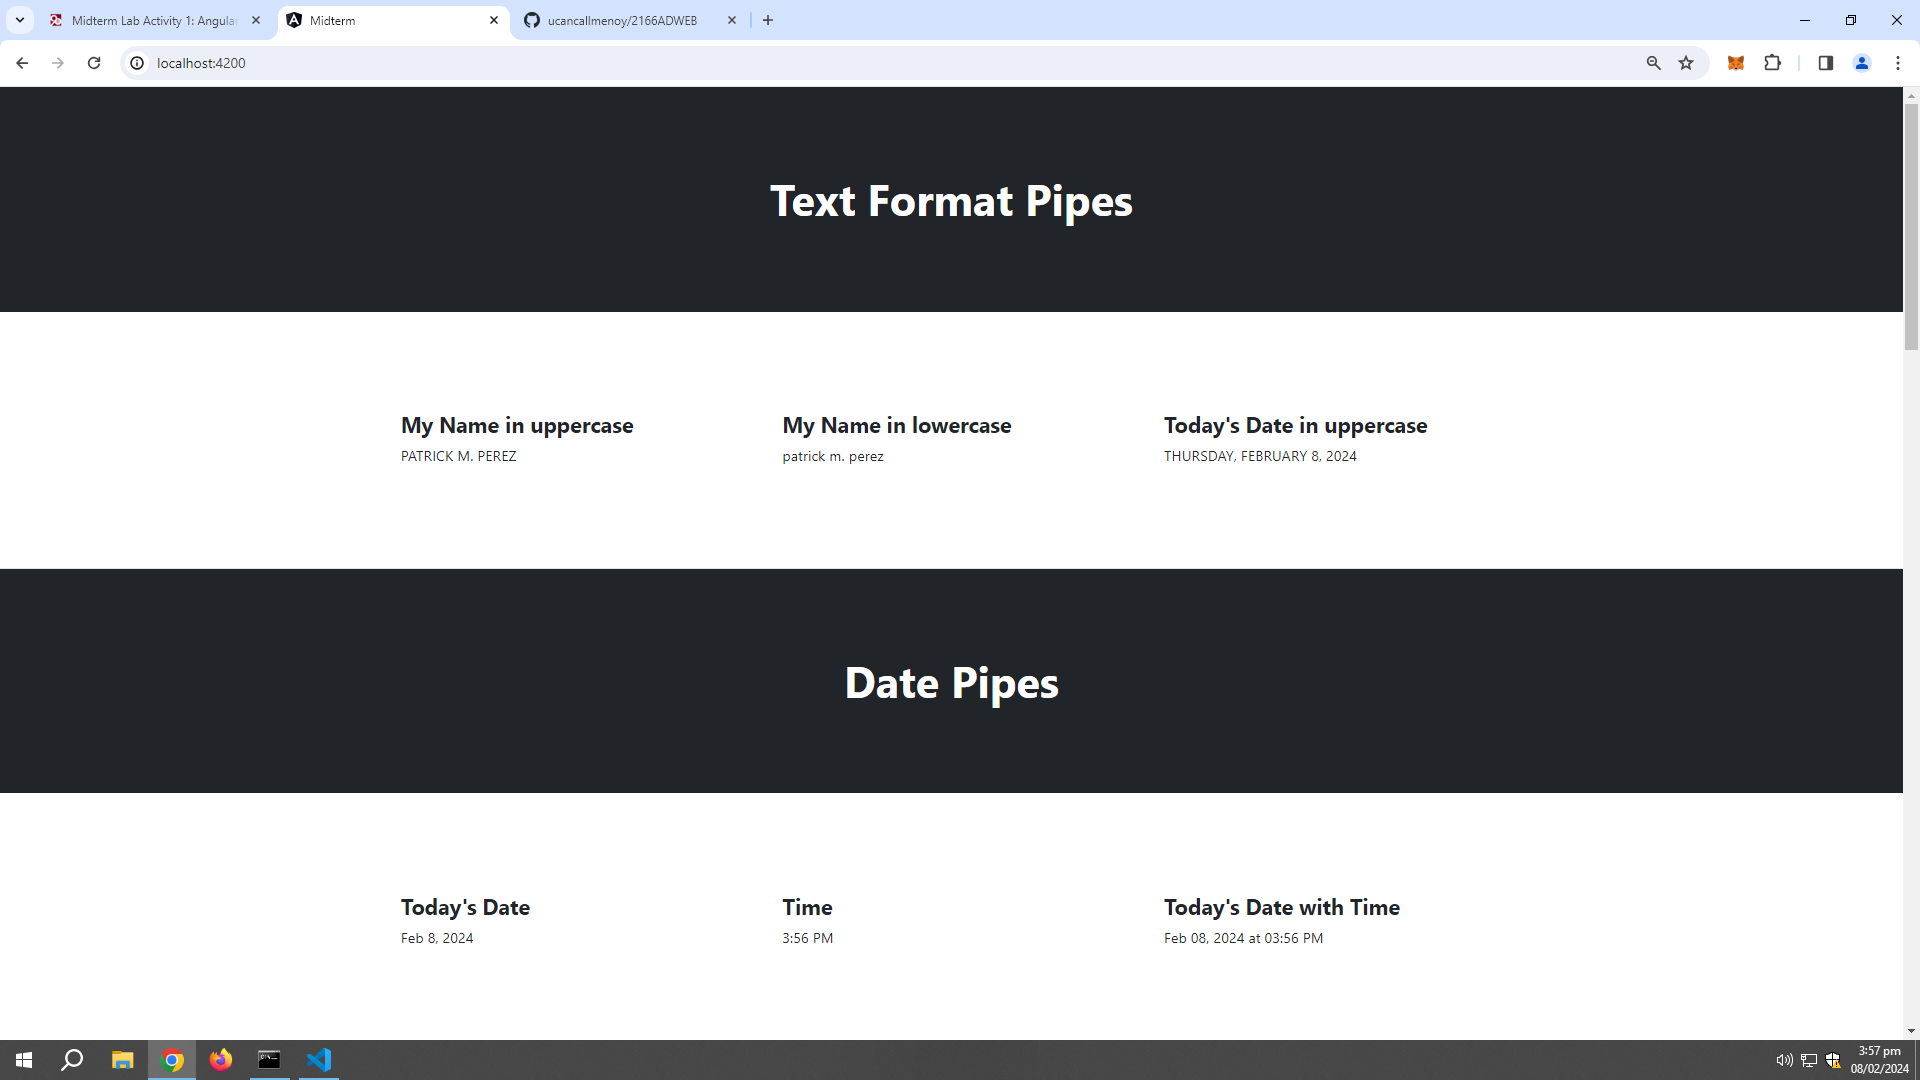 Midterm Lab Activity 1: Angular
Midterm
ucancallmenoy/2166ADWEB
localhost:4200
Text Format Pipes
My Name in uppercase
PATRICK M. PEREZ
My Name in lowercase
patrick m. perez
Today's Date in uppercase
THURSDAY, FEBRUARY 8, 2024
Date Pipes
Today's Date
Feb 8, 2024
Time
3:56 PM
Today's Date with Time
Feb 08, 2024 at 03:56 PM
3:57 pm
08/02/2024